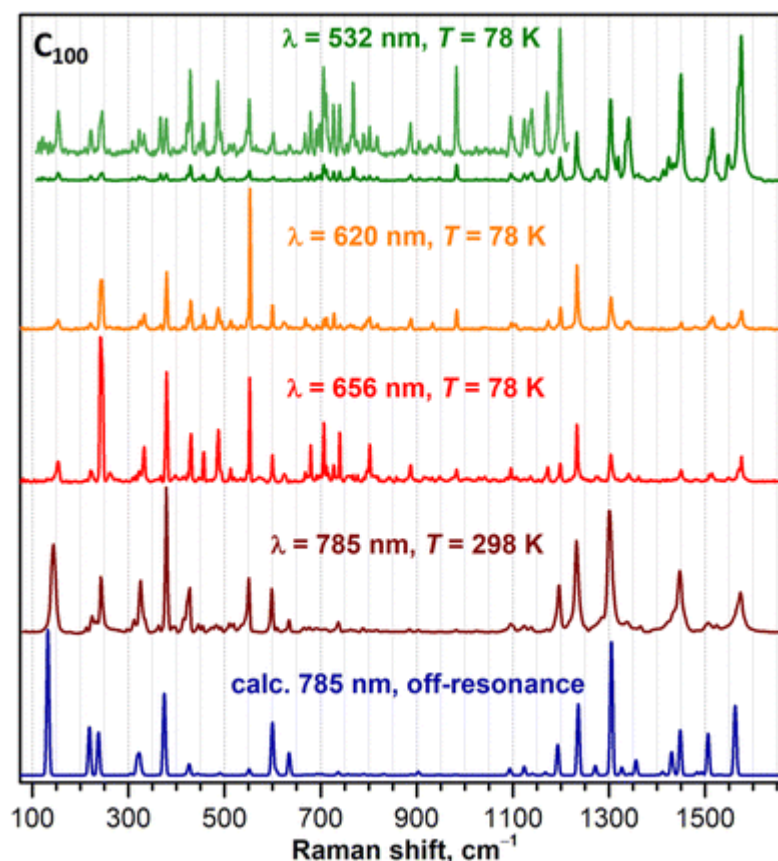 C₁₀₀
λ = 532 nm, T = 78 K
λ = 620 nm, T = 78 K
λ = 656 nm, T = 78 K
λ = 785 nm, T = 298 K
calc. 785 nm, off-resonance
100 300 500 700 900 1100 1300 1500
Raman shift, cm⁻¹